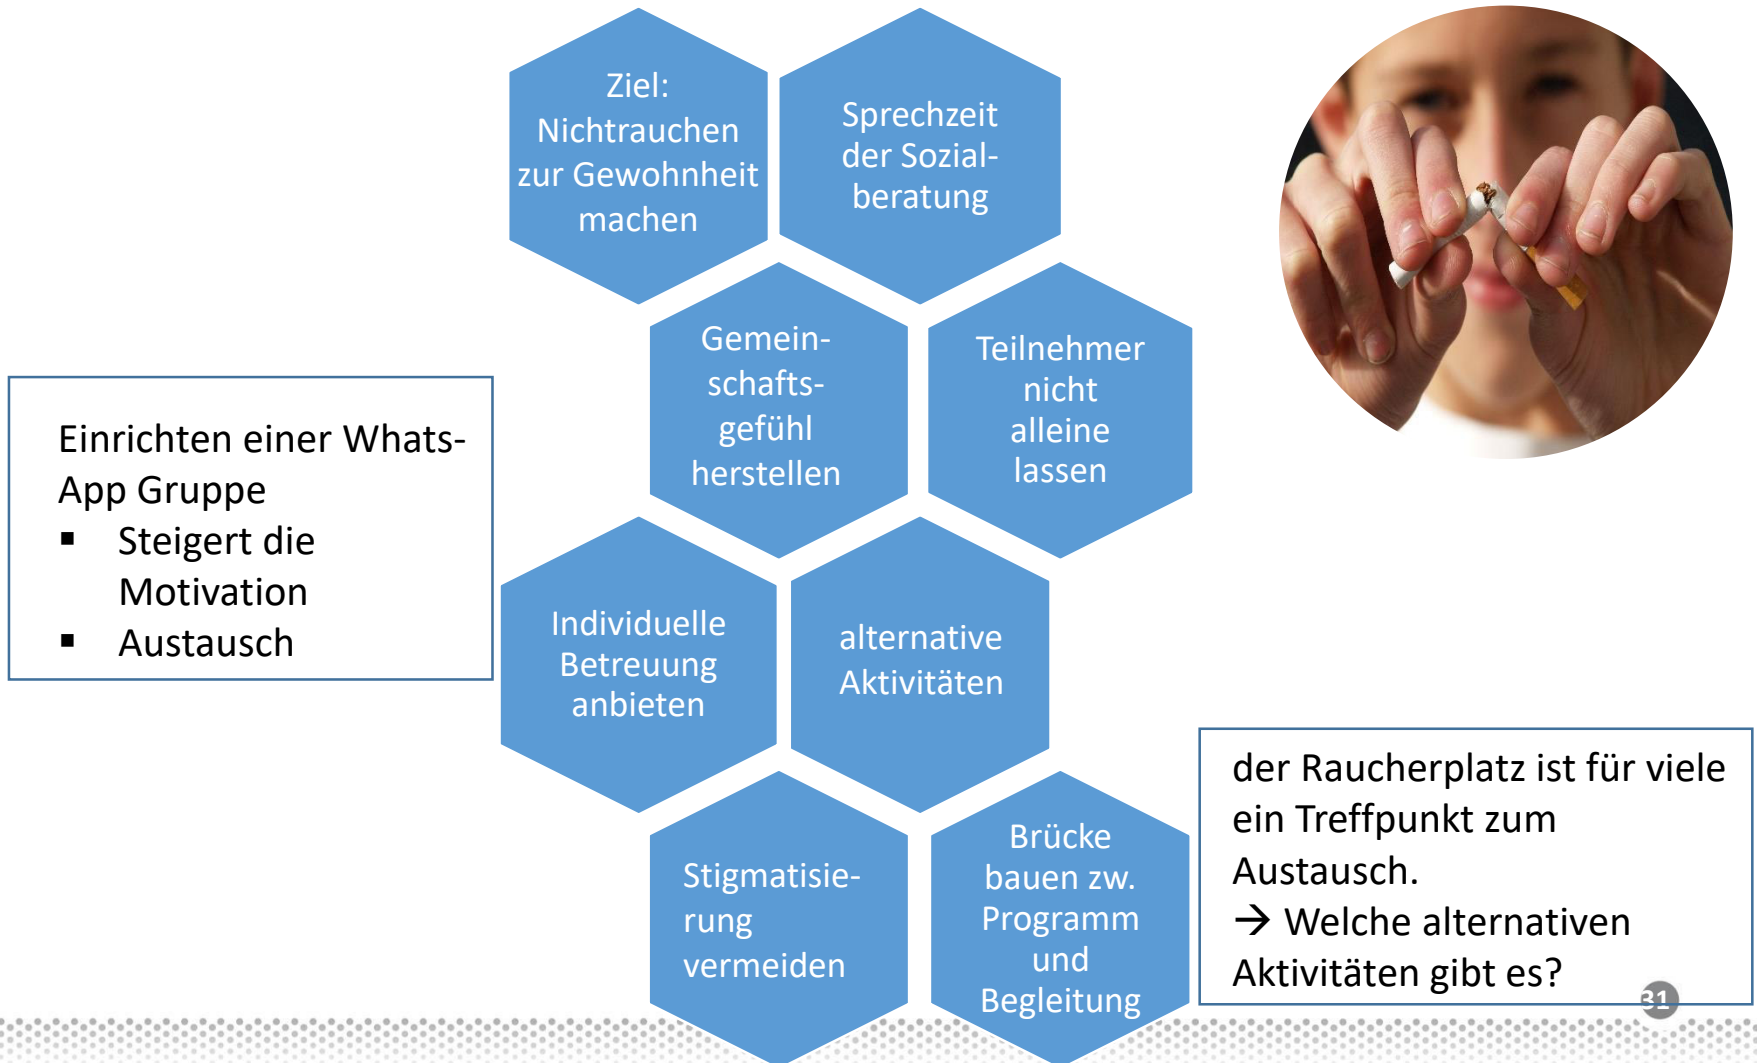 Ziel:
Nichtrauchen
zur Gewohnheit
machen
Sprechzeit
der Sozial-
beratung
Gemein-
schafts-
gefühl
herstellen
Teilnehmer
nicht
alleine
lassen
Einrichten einer Whats-
App Gruppe
▪ Steigert die
Motivation
▪ Austausch
Individuelle
Betreuung
anbieten
alternative
Aktivitäten
Stigmatisie-
rung
vermeiden
Brücke
bauen zw.
Programm
und
Begleitung
der Raucherplatz ist für viele
ein Treffpunkt zum
Austausch.
→ Welche alternativen
Aktivitäten gibt es?
31